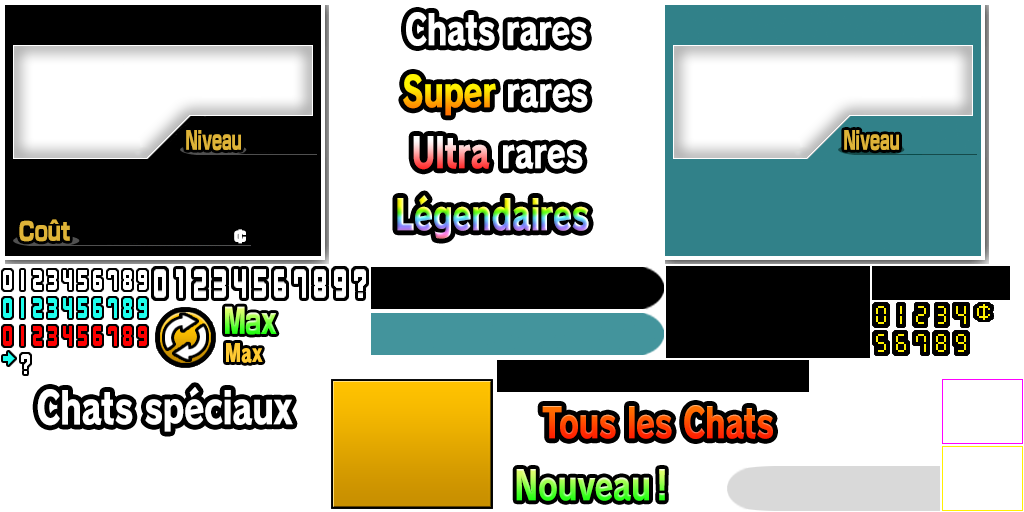 Chats rares
Super rares
Ultra rares
Légendaires
Niveau
Coût
¢
Niveau
0123456789
0123456789
0123456789
?
0123456789?
Max
Max
01234¢
56789
Chats spéciaux
Tous les Chats
Nouveau !